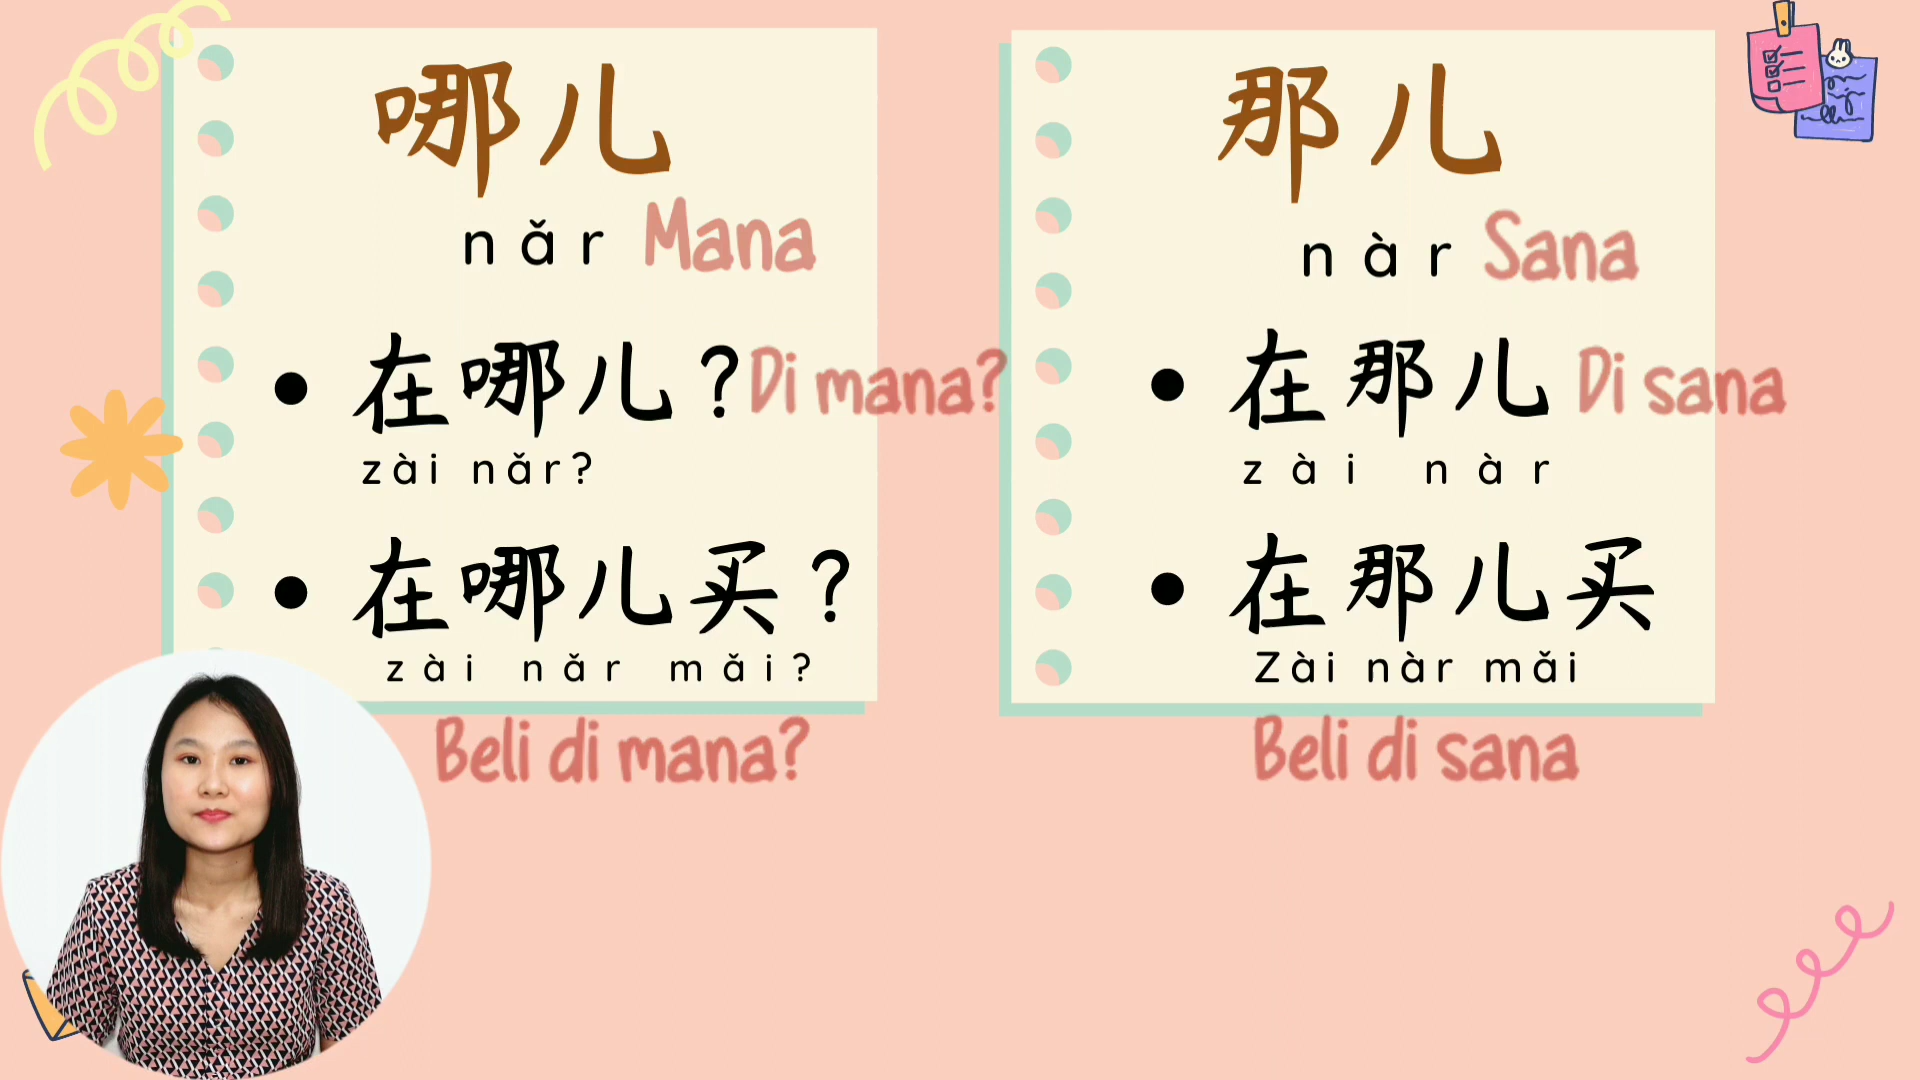 哪儿
nǎr Mana
在哪儿？Di mana?
zài nǎr?
在哪儿买？
zài nǎr mǎi?
Beli di mana?
那儿
nàr Sana
在那儿 Di sana
zài nàr
在那儿买
Zài nàr mǎi
Beli di sana